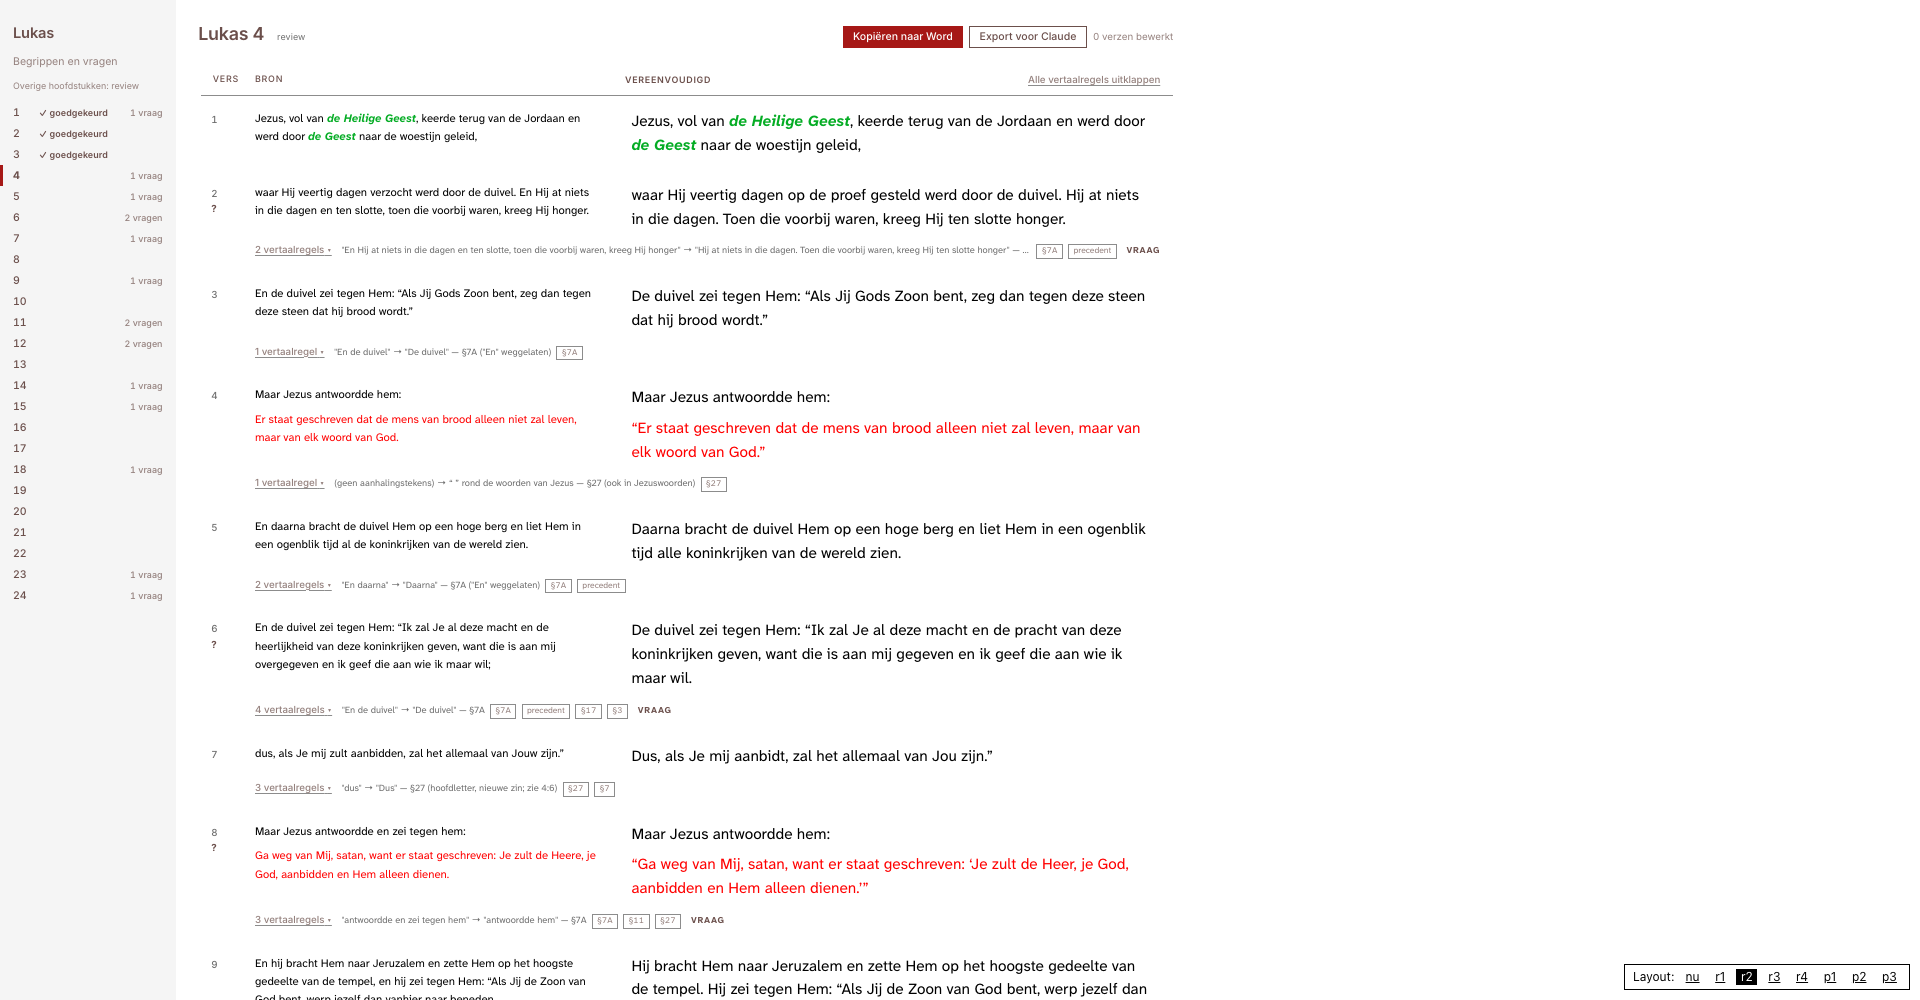 Lukas
Begrippen en vragen
Overige hoofdstukken: review
1 ✓ goedgekeurd 1 vraag
2 ✓ goedgekeurd
3 ✓ goedgekeurd
4 1 vraag
5 1 vraag
6 2 vragen
7 1 vraag
8
9 1 vraag
10
11 2 vragen
12 2 vragen
13
14 1 vraag
15 1 vraag
16
17
18 1 vraag
19
20
21
22
23 1 vraag
24 1 vraag
Lukas 4 review
Kopiëren naar Word Export voor Claude 0 verzen bewerkt
VERS BRON VEREENVOUDIGD Alle vertaalregels uitklappen
1
Jezus, vol van de Heilige Geest, keerde terug van de Jordaan en
werd door de Geest naar de woestijn geleid,
Jezus, vol van de Heilige Geest, keerde terug van de Jordaan en werd door
de Geest naar de woestijn geleid,
2
?
waar Hij veertig dagen verzocht werd door de duivel. En Hij at niets
in die dagen en ten slotte, toen die voorbij waren, kreeg Hij honger.
waar Hij veertig dagen op de proef gesteld werd door de duivel. Hij at niets
in die dagen. Toen die voorbij waren, kreeg Hij ten slotte honger.
2 vertaalregels ▾ "En Hij at niets in die dagen en ten slotte, toen die voorbij waren, kreeg Hij honger" → "Hij at niets in die dagen. Toen die voorbij waren, kreeg Hij ten slotte honger" — … §7A precedent VRAAG
3
En de duivel zei tegen Hem: “Als Jij Gods Zoon bent, zeg dan tegen
deze steen dat hij brood wordt.”
De duivel zei tegen Hem: “Als Jij Gods Zoon bent, zeg dan tegen deze steen
dat hij brood wordt.”
1 vertaalregel ▾ "En de duivel" → "De duivel" — §7A ("En" weggelaten) §7A
4
Maar Jezus antwoordde hem:
Er staat geschreven dat de mens van brood alleen niet zal leven,
maar van elk woord van God.
Maar Jezus antwoordde hem:
“Er staat geschreven dat de mens van brood alleen niet zal leven, maar van
elk woord van God.”
1 vertaalregel ▾ (geen aanhalingstekens) → “ ” rond de woorden van Jezus — §27 (ook in Jezuswoorden) §27
5
En daarna bracht de duivel Hem op een hoge berg en liet Hem in
een ogenblik tijd al de koninkrijken van de wereld zien.
Daarna bracht de duivel Hem op een hoge berg en liet Hem in een ogenblik
tijd alle koninkrijken van de wereld zien.
2 vertaalregels ▾ "En daarna" → "Daarna" — §7A ("En" weggelaten) §7A precedent
6
?
En de duivel zei tegen Hem: “Ik zal Je al deze macht en de
heerlijkheid van deze koninkrijken geven, want die is aan mij
overgegeven en ik geef die aan wie ik maar wil;
De duivel zei tegen Hem: “Ik zal Je al deze macht en de pracht van deze
koninkrijken geven, want die is aan mij gegeven en ik geef die aan wie ik
maar wil.
4 vertaalregels ▾ "En de duivel" → "De duivel" — §7A §7A precedent §17 §3 VRAAG
7
dus, als Je mij zult aanbidden, zal het allemaal van Jouw zijn.”
Dus, als Je mij aanbidt, zal het allemaal van Jou zijn.”
3 vertaalregels ▾ "dus" → "Dus" — §27 (hoofdletter, nieuwe zin; zie 4:6) §27 §7
8
?
Maar Jezus antwoordde en zei tegen hem:
Ga weg van Mij, satan, want er staat geschreven: Je zult de Heere, je
God, aanbidden en Hem alleen dienen.
Maar Jezus antwoordde hem:
“Ga weg van Mij, satan, want er staat geschreven: ‘Je zult de Heer, je God,
aanbidden en Hem alleen dienen.’”
3 vertaalregels ▾ "antwoordde en zei tegen hem" → "antwoordde hem" — §7A §7A §11 §27 VRAAG
9
En hij bracht Hem naar Jeruzalem en zette Hem op het hoogste
gedeelte van de tempel, en hij zei tegen Hem: “Als Jij de Zoon van
God bent, werp jezelf dan vanhier naar beneden
Hij bracht Hem naar Jeruzalem en zette Hem op het hoogste gedeelte van
de tempel. Hij zei tegen Hem: “Als Jij de Zoon van God bent, werp jezelf dan
Layout: nu r1 r2 r3 r4 p1 p2 p3